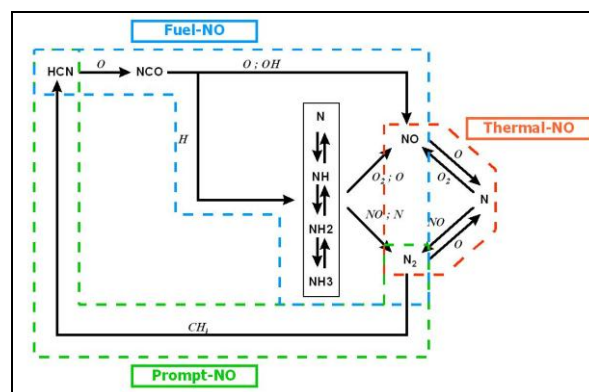 Fuel-NO
HCN O NCO O ; OH
H
N
NH
NH2
NH3
NO
Thermal-NO
O
O₂
O₂ ; O
N
NO ; N
NO
O
N₂
CHᵢ
Prompt-NO